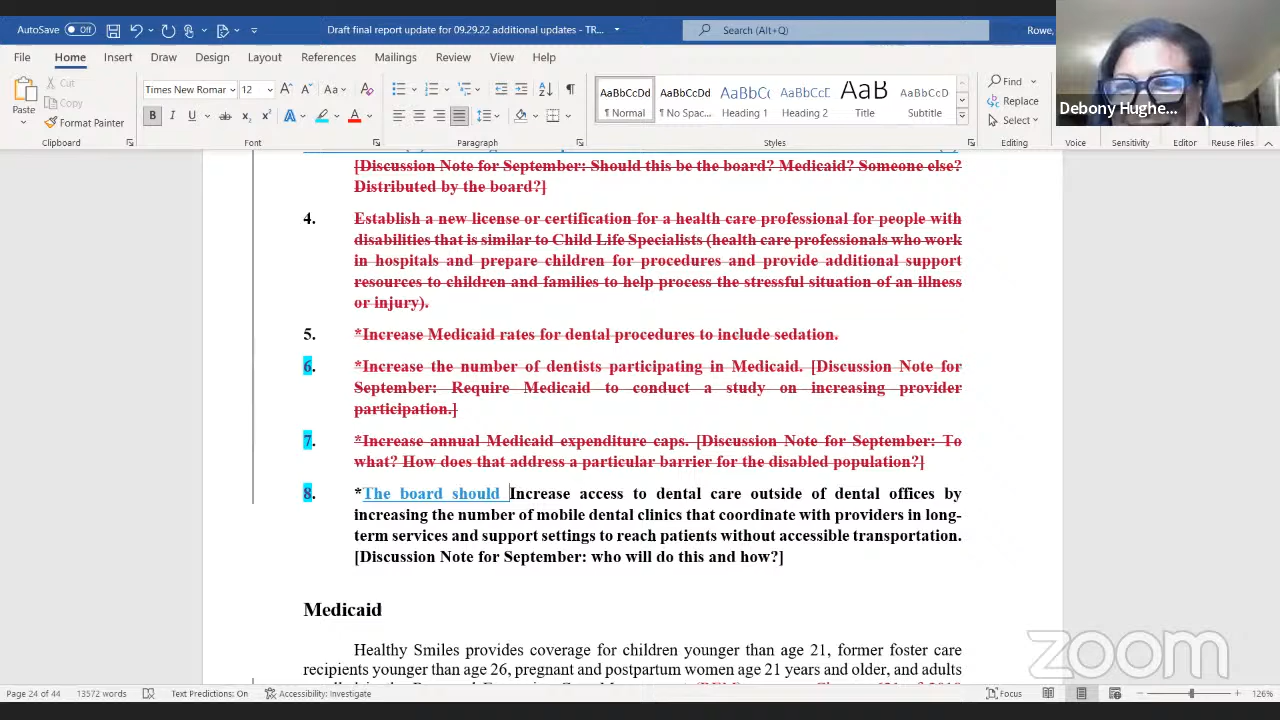 AutoSave Off Draft final report update for 09.29.22 additional updates - TR... Search (Alt+Q) Rowe,
File Home Insert Draw Design Layout References Mailings Review View Help
Debony Hughe...
Paste
Cut
Copy
Format Painter
Times New Roman 12
AaBbCcDd AaBbCcDd AaBbCc AaBbCcC AaB AaBbCcD
¶ Normal ¶ No Spac... Heading 1 Heading 2 Title Subtitle
Find
Replace
Select
Clipboard Font Paragraph Styles Editing Voice Sensitivity Editor Reuse Files
[Discussion Note for September: Should this be the board? Medicaid? Someone else?
Distributed by the board?]
4. Establish a new license or certification for a health care professional for people with
disabilities that is similar to Child Life Specialists (health care professionals who work
in hospitals and prepare children for procedures and provide additional support
resources to children and families to help process the stressful situation of an illness
or injury).
5. *Increase Medicaid rates for dental procedures to include sedation.
6. *Increase the number of dentists participating in Medicaid. [Discussion Note for
September: Require Medicaid to conduct a study on increasing provider
participation.]
7. *Increase annual Medicaid expenditure caps. [Discussion Note for September: To
what? How does that address a particular barrier for the disabled population?]
8. *The board should Increase access to dental care outside of dental offices by
increasing the number of mobile dental clinics that coordinate with providers in long-
term services and support settings to reach patients without accessible transportation.
[Discussion Note for September: who will do this and how?]
Medicaid
Healthy Smiles provides coverage for children younger than age 21, former foster care
recipients younger than age 26, pregnant and postpartum women age 21 years and older, and adults
zoom
Page 24 of 44 13572 words Text Predictions: On Accessibility: Investigate Focus 126%